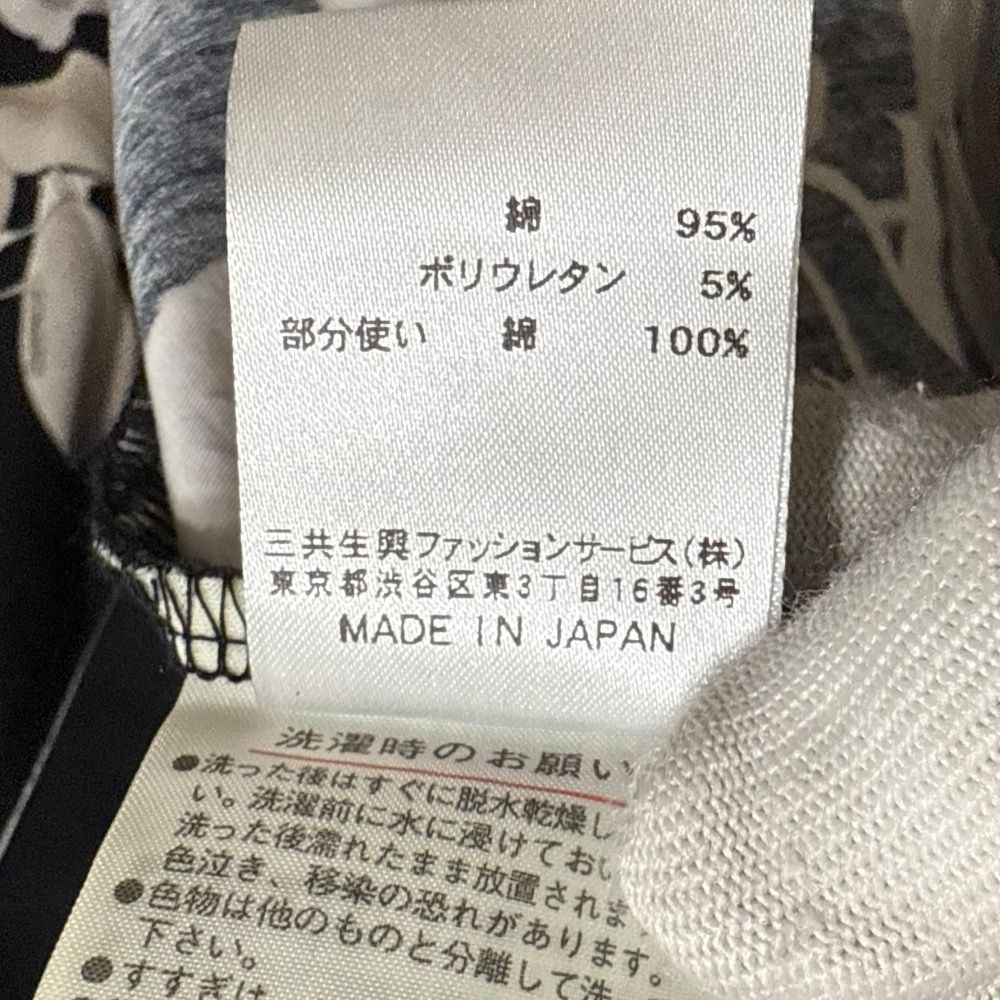 綿 95%
ポリウレタン 5%
部分使い 綿 100%
三共生興ファッションサービス(株)
東京都渋谷区東3丁目16番3号
MADE IN JAPAN
洗濯時のお願い
●洗った後はすぐに脱水乾燥し
い。洗濯前に水に浸けておい
洗った後濡れたまま放置されま
色泣き、移染の恐れがあります。
●色物は他のものと分離して洗
下さい。
●すすぎは